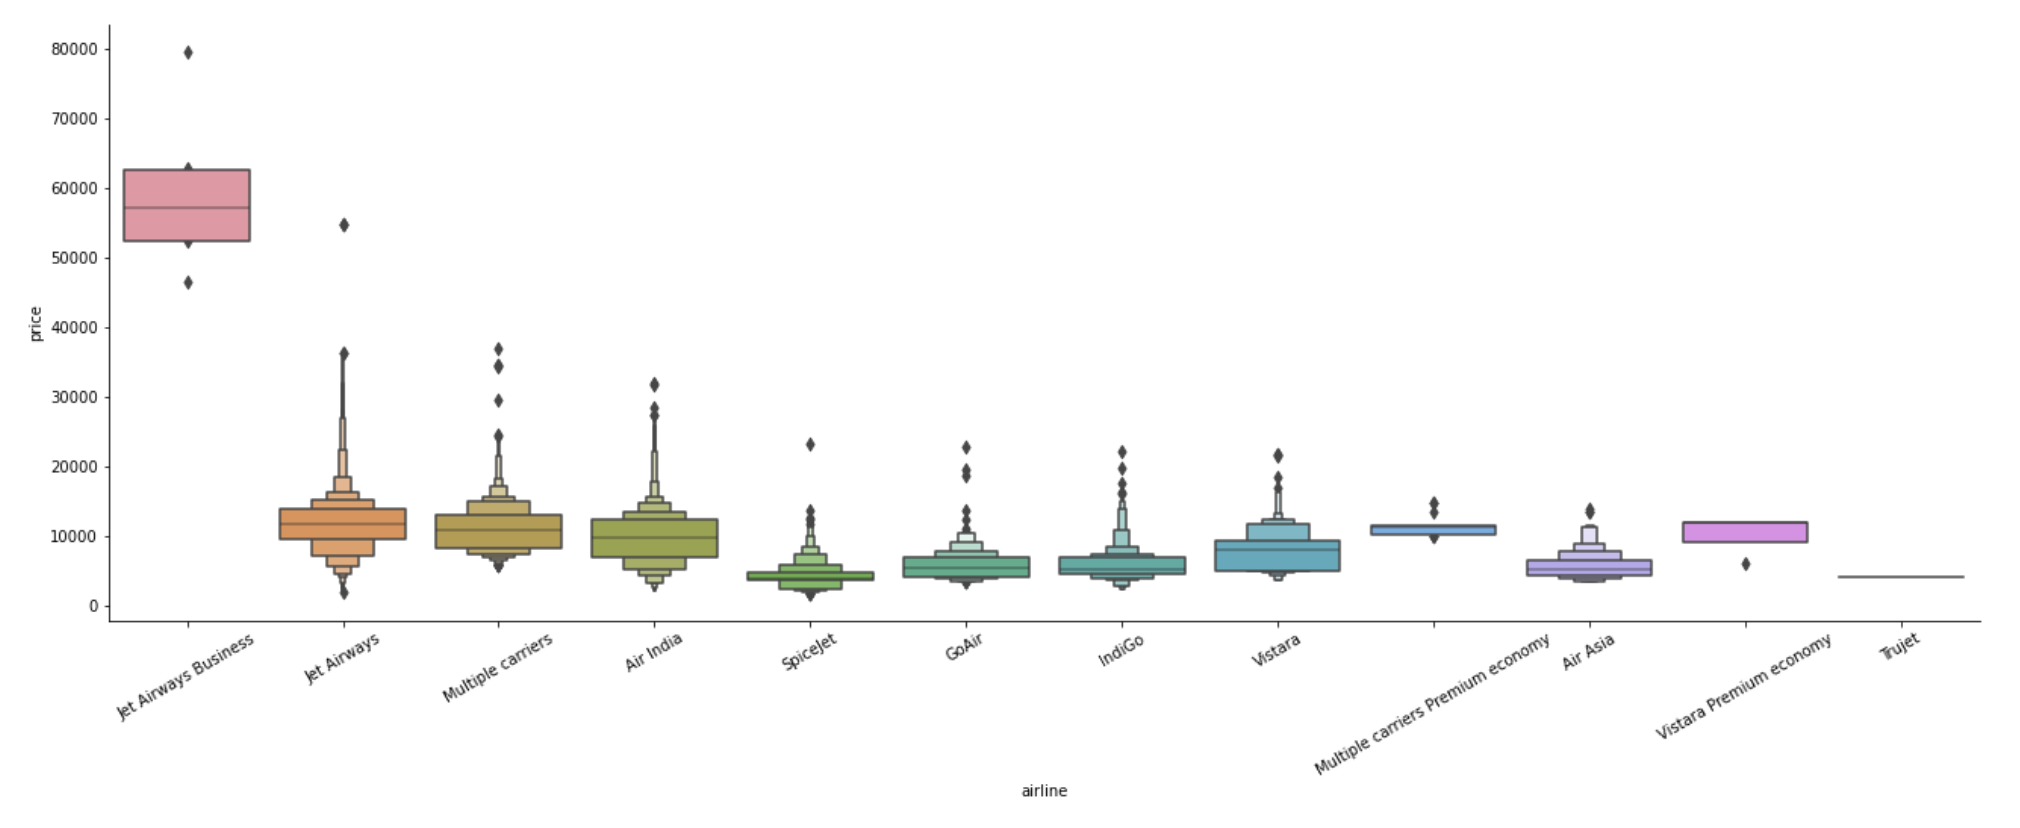 80000
70000
60000
50000
40000
30000
20000
10000
0
price
Jet Airways Business
Jet Airways
Multiple carriers
Air India
SpiceJet
GoAir
IndiGo
Vistara
Multiple carriers Premium economy
Air Asia
Vistara Premium economy
Trujet
airline